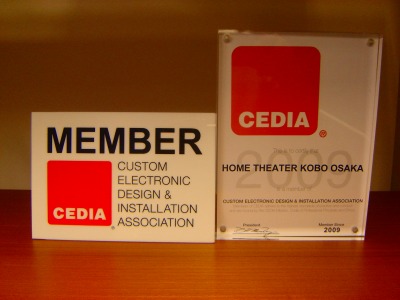 MEMBER
CEDIA
®
CUSTOM
ELECTRONIC
DESIGN &
INSTALLATION
ASSOCIATION
CEDIA
®
2009
HOME THEATER KOBO OSAKA
CUSTOM ELECTRONIC DESIGN & INSTALLATION ASSOCIATION
President
Member Since
2009